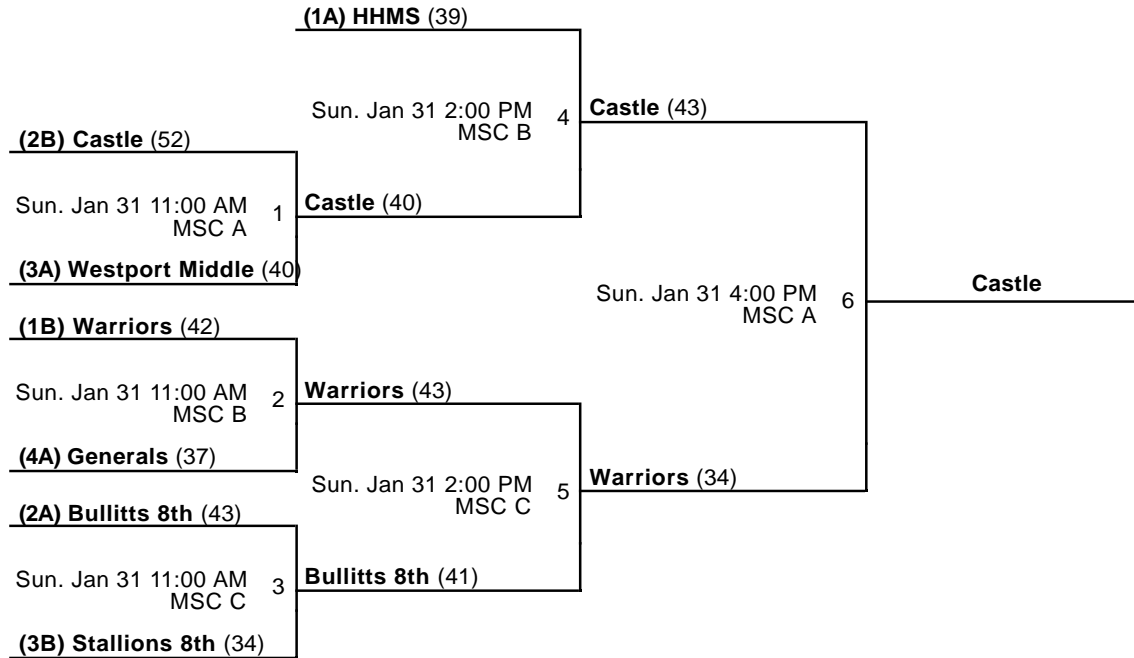 (1A) HHMS (39)
Sun. Jan 31 2:00 PM
MSC B
4
Castle (43)
(2B) Castle (52)
Sun. Jan 31 11:00 AM
MSC A
1
Castle (40)
(3A) Westport Middle (40)
Sun. Jan 31 4:00 PM
MSC A
6
Castle
(1B) Warriors (42)
Sun. Jan 31 11:00 AM
MSC B
2
Warriors (43)
(4A) Generals (37)
Sun. Jan 31 2:00 PM
MSC C
5
Warriors (34)
(2A) Bullitts 8th (43)
Sun. Jan 31 11:00 AM
MSC C
3
Bullitts 8th (41)
(3B) Stallions 8th (34)